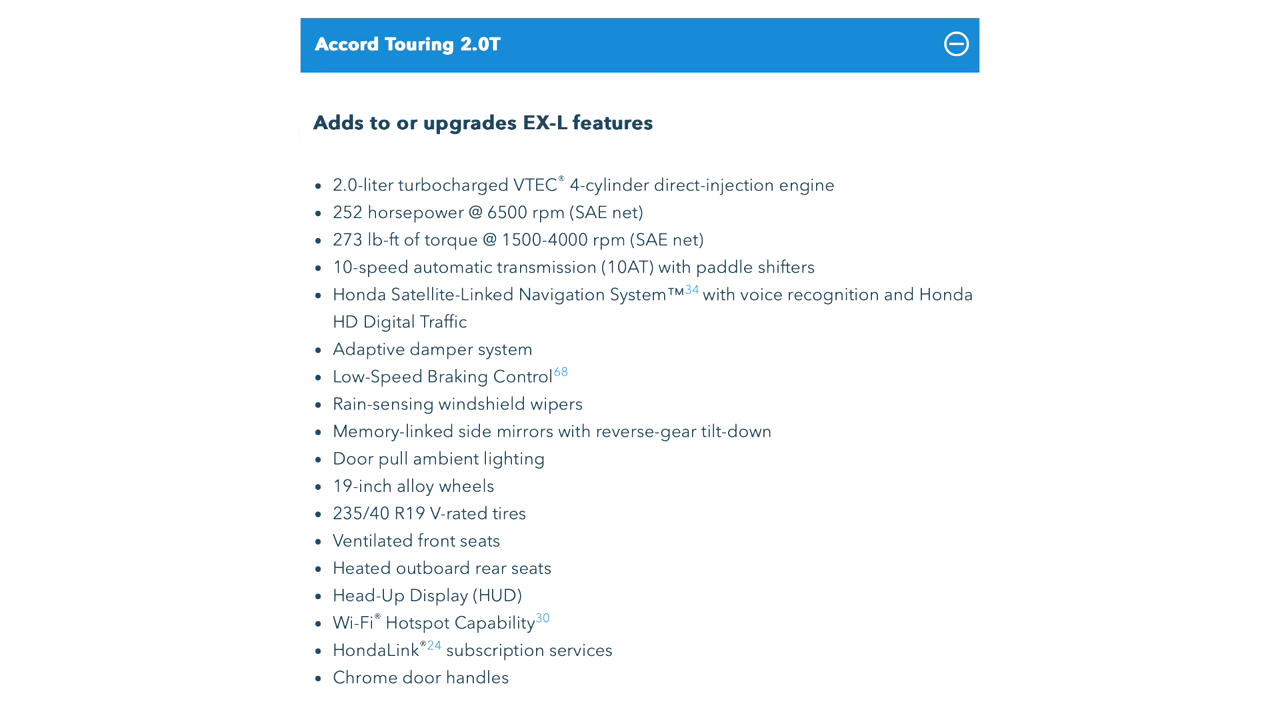 Accord Touring 2.0T
Adds to or upgrades EX-L features
• 2.0-liter turbocharged VTEC® 4-cylinder direct-injection engine
• 252 horsepower @ 6500 rpm (SAE net)
• 273 lb-ft of torque @ 1500-4000 rpm (SAE net)
• 10-speed automatic transmission (10AT) with paddle shifters
• Honda Satellite-Linked Navigation System™34 with voice recognition and Honda
HD Digital Traffic
• Adaptive damper system
• Low-Speed Braking Control68
• Rain-sensing windshield wipers
• Memory-linked side mirrors with reverse-gear tilt-down
• Door pull ambient lighting
• 19-inch alloy wheels
• 235/40 R19 V-rated tires
• Ventilated front seats
• Heated outboard rear seats
• Head-Up Display (HUD)
• Wi-Fi® Hotspot Capability30
• HondaLink®24 subscription services
• Chrome door handles